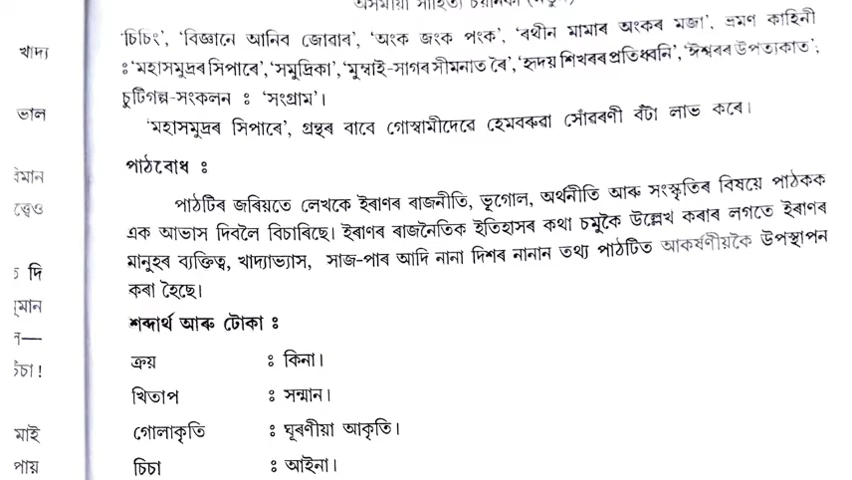 অসমীয়া সাহিত্য চয়নিকা
'চিচিং', 'বিজ্ঞানে আনিব জোৱাৰ', 'অংক জংক পংক', 'ৰথীন মামাৰ অংকৰ মজা', ভ্ৰমণ কাহিনী
খাদ্য
ঃ 'মহাসমুদ্ৰৰ সিপাৰে', 'সমুদ্ৰিকা', 'মুম্বাই-সাগৰ সীমনাত ৰৈ', 'হৃদয় শিখৰৰ প্ৰতিধ্বনি', 'ঈশ্বৰৰ উপত্যকাত';
চুটিগল্প-সংকলন ঃ 'সংগ্ৰাম'।
ভাল
'মহাসমুদ্ৰৰ সিপাৰে', গ্ৰন্থৰ বাবে গোস্বামীদেৱে হেমবৰুৱা সোঁৱৰণী বঁটা লাভ কৰে।
পাঠবোধ ঃ
বমান
ত্বেও
পাঠটিৰ জৰিয়তে লেখকে ইৰাণৰ ৰাজনীতি, ভূগোল, অৰ্থনীতি আৰু সংস্কৃতিৰ বিষয়ে পাঠকক
এক আভাস দিবলৈ বিচাৰিছে। ইৰাণৰ ৰাজনৈতিক ইতিহাসৰ কথা চমুকৈ উল্লেখ কৰাৰ লগতে ইৰাণৰ
মানুহৰ ব্যক্তিত্ব, খাদ্যাভ্যাস, সাজ-পাৰ আদি নানা দিশৰ নানান তথ্য পাঠটিত আকৰ্ষণীয়কৈ উপস্থাপন
দি
কৰা হৈছে।
মান
শব্দাৰ্থ আৰু টোকা ঃ
ন—
ক্ৰয় ঃ কিনা।
চঁচা!
খিতাপ ঃ সন্মান।
গোলাকৃতি ঃ ঘূৰণীয়া আকৃতি।
মাই
চিচা ঃ আইনা।
পায়